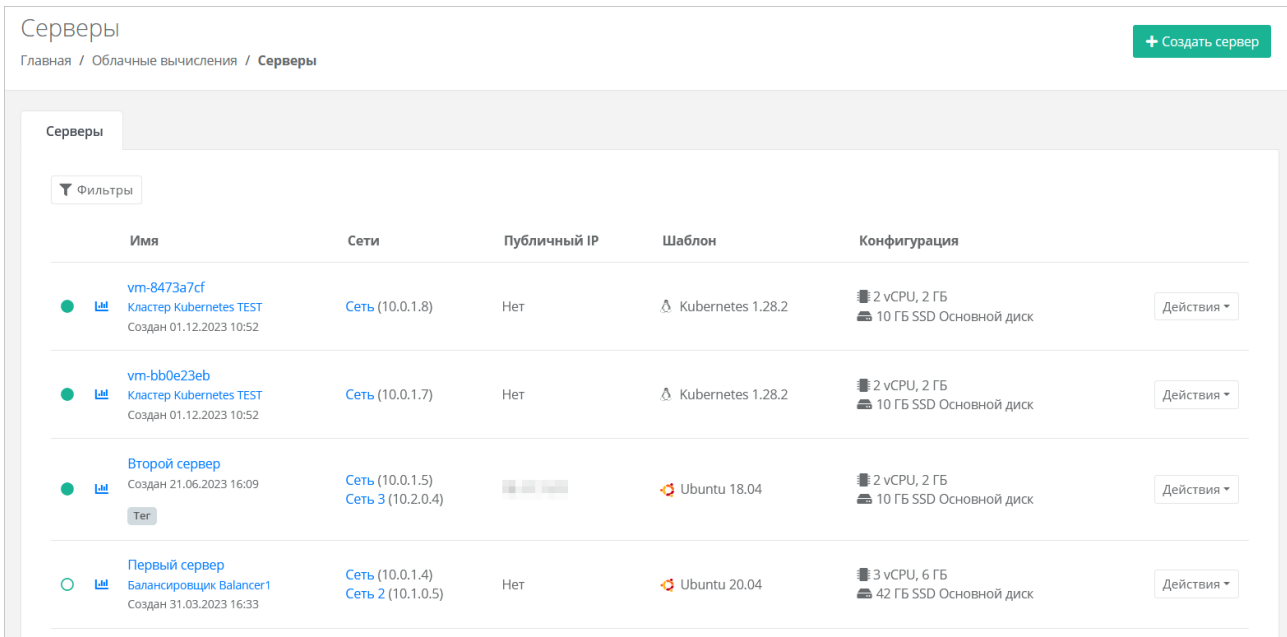 Серверы
+ Создать сервер
Главная / Облачные вычисления / Серверы
Серверы
Фильтры
Имя Сети Публичный IP Шаблон Конфигурация
vm-8473a7cf
Кластер Kubernetes TEST
Создан 01.12.2023 10:52
Сеть (10.0.1.8)
Нет
Kubernetes 1.28.2
2 vCPU, 2 ГБ
10 ГБ SSD Основной диск
Действия
vm-bb0e23eb
Кластер Kubernetes TEST
Создан 01.12.2023 10:52
Сеть (10.0.1.7)
Нет
Kubernetes 1.28.2
2 vCPU, 2 ГБ
10 ГБ SSD Основной диск
Действия
Второй сервер
Создан 21.06.2023 16:09
Тег
Сеть (10.0.1.5)
Сеть 3 (10.2.0.4)
Ubuntu 18.04
2 vCPU, 2 ГБ
10 ГБ SSD Основной диск
Действия
Первый сервер
Балансировщик Balancer1
Создан 31.03.2023 16:33
Сеть (10.0.1.4)
Сеть 2 (10.1.0.5)
Нет
Ubuntu 20.04
3 vCPU, 6 ГБ
42 ГБ SSD Основной диск
Действия